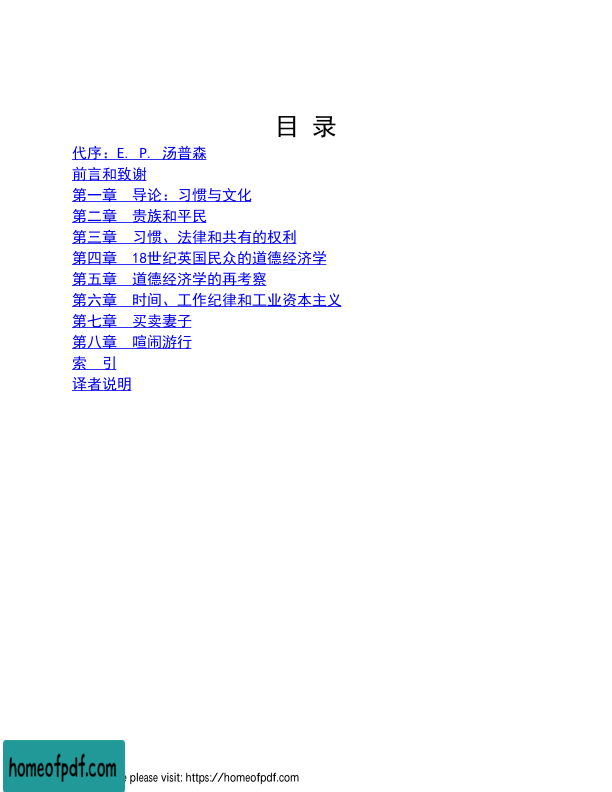 目 录
代序：E. P. 汤普森
前言和致谢
第一章　导论：习惯与文化
第二章　贵族和平民
第三章　习惯、法律和共有的权利
第四章　18世纪英国民众的道德经济学
第五章　道德经济学的再考察
第六章　时间、工作纪律和工业资本主义
第七章　买卖妻子
第八章　喧闹游行
索　引
译者说明
homeofpdf.com
please visit: https://homeofpdf.com